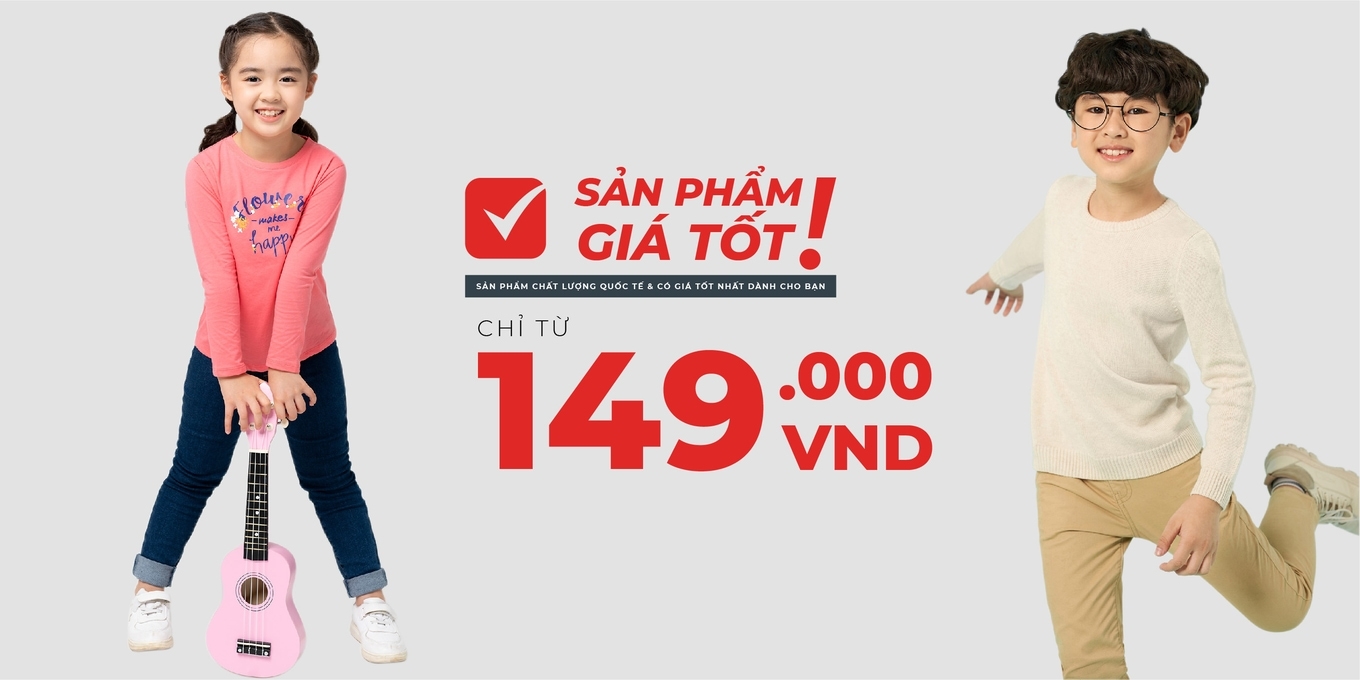 Flowers
makes
me
happy
SẢN PHẨM
GIÁ TỐT!
SẢN PHẨM CHẤT LƯỢNG QUỐC TẾ & CÓ GIÁ TỐT NHẤT DÀNH CHO BẠN
CHỈ TỪ
149.000
VND